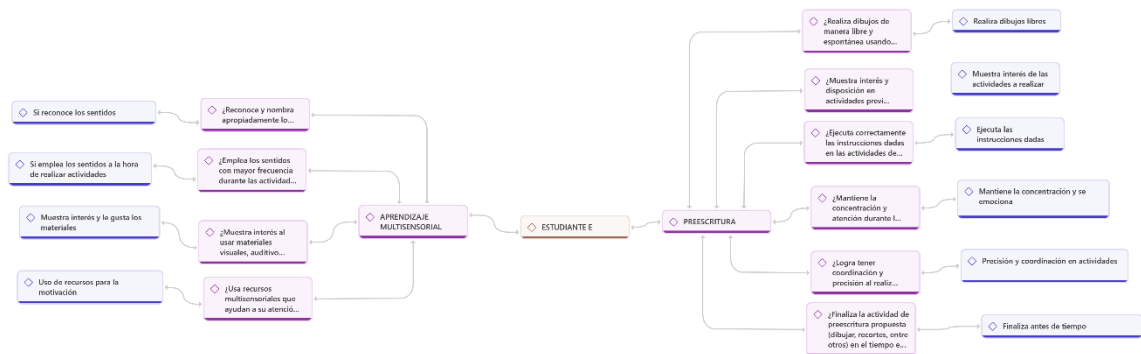 Si reconoce los sentidos
Si emplea los sentidos a la hora
de realizar actividades
Muestra interés y le gusta los
materiales
Uso de recursos para la
motivación
¿Reconoce y nombra
apropiadamente lo...
¿Emplea los sentidos
con mayor frecuencia
durante las actividad...
¿Muestra interés al
usar materiales
visuales, auditivo...
¿Usa recursos
multisensoriales que
ayudan a su atenció...
APRENDIZAJE
MULTISENSORIAL
ESTUDIANTE E
PREESCRITURA
¿Realiza dibujos de
manera libre y
espontánea usando...
¿Muestra interés y
disposición en
actividades previ...
¿Ejecuta correctamente
las instrucciones dadas
en las actividades de...
¿Mantiene la
concentración y
atención durante l...
¿Logra tener
coordinación y
precisión al realiz...
¿Finaliza la actividad de
preescritura propuesta
(dibujar, recortes, entre
otros) en el tiempo e...
Realiza dibujos libres
Muestra interés de las
actividades a realizar
Ejecuta las
instrucciones dadas
Mantiene la concentración y se
emociona
Precisión y coordinación en actividades
Finaliza antes de tiempo